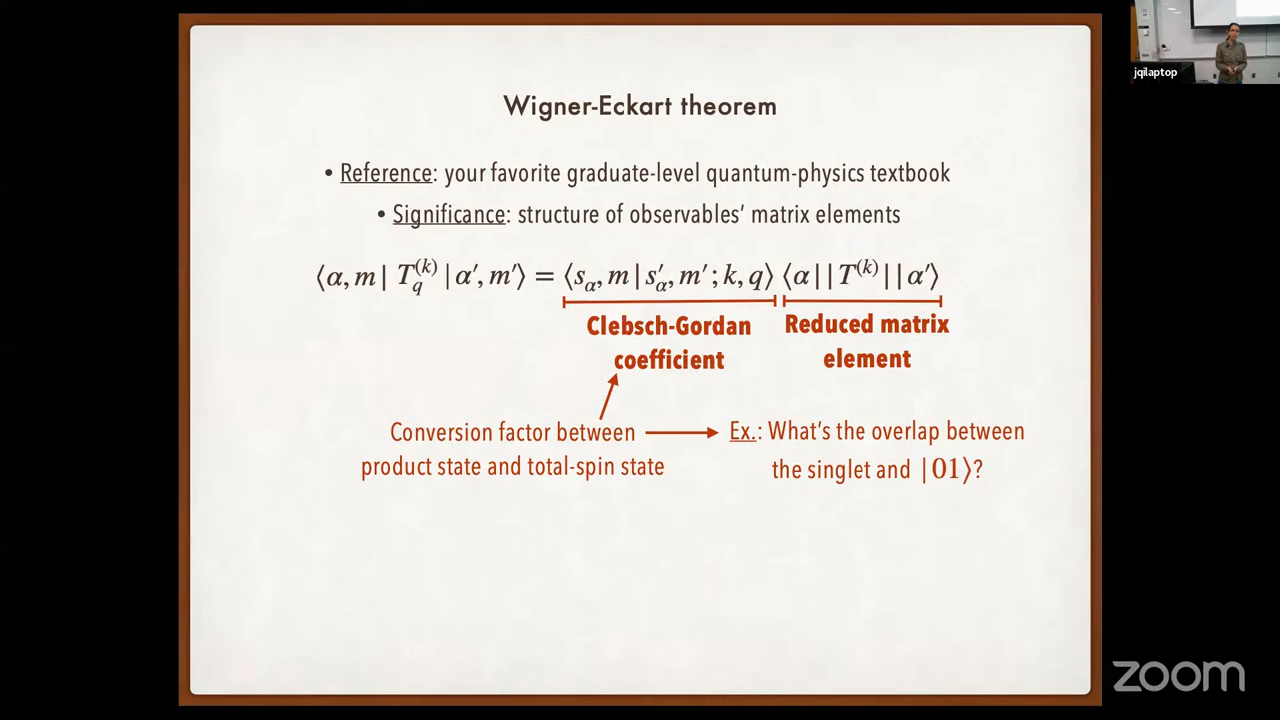 jqilaptop
Wigner-Eckart theorem
• Reference: your favorite graduate-level quantum-physics textbook
• Significance: structure of observables' matrix elements
⟨α, m| T_q^(k) |α′, m′⟩ = ⟨s_α, m|s′_α, m′; k, q⟩ ⟨α||T^(k)||α′⟩
Clebsch-Gordan
coefficient
Reduced matrix
element
Conversion factor between
product state and total-spin state
Ex.: What's the overlap between
the singlet and |01⟩?
zoom